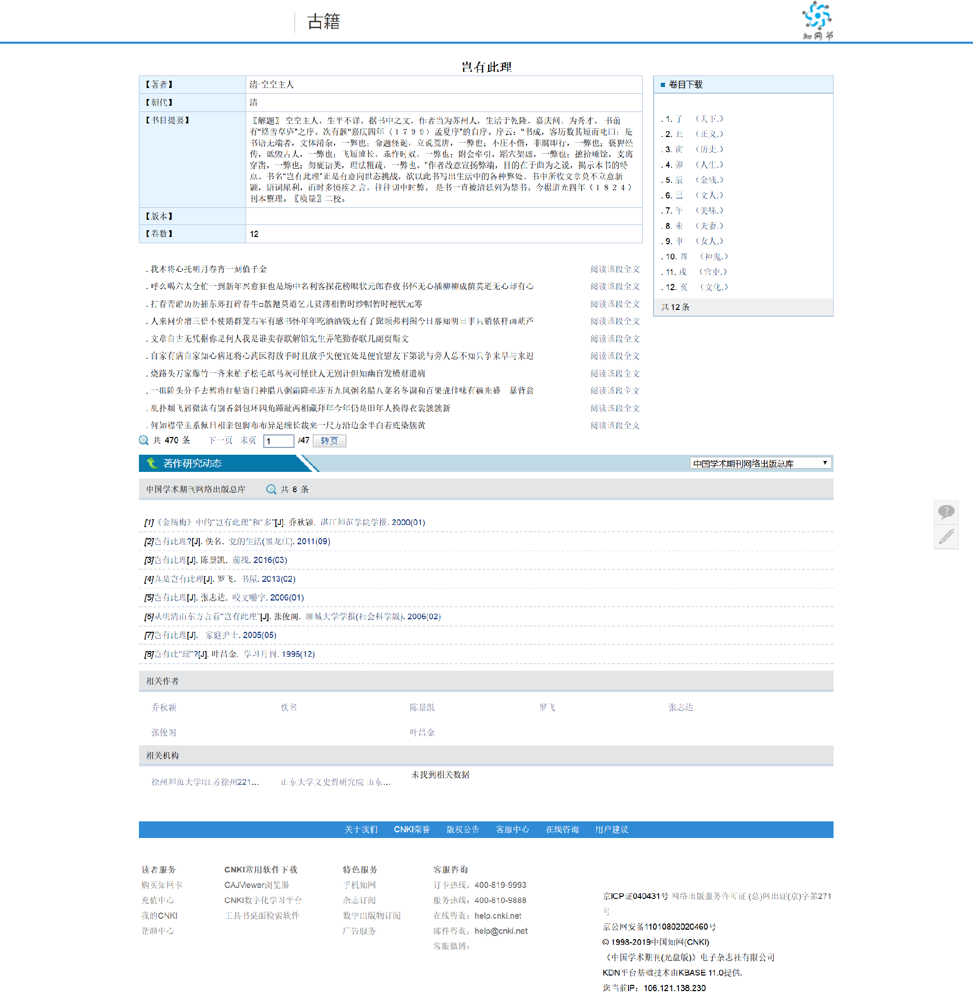 古籍
知网节
岂有此理
【著者】 清·空空主人
【朝代】 清
【书目提要】 〖解题〗 空空主人，生平不详，据书中之文，作者当为苏州人，生活于乾隆、嘉庆间，为秀才。 书前
有“绛雪草庐”之序。次有题“嘉庆四年（１７９９）孟夏序”的自序。序云：“书成，客历数其短而叱曰：是
书语无端者，文体淆杂，一弊也；命题怪诞，立说荒唐，一弊也；不庄不偕，非腐即行，一弊也；亵狎经
传，诋毁古人，一弊也；飞短流长，乖忤时奴，一弊也；附会牵引，蹈穴架虚，一弊也；摭拾唾馀，支离
穿凿，一弊也；勿疵诘类，理法粗疏，一弊也。”作者故意宣扬弊端，目的在于曲为之说，揭示本书的特
点。书名“岂有此理”正是有意向世态挑战，欲以此书写出生活中的各种弊处。书中所收文章莫不立意新
颖，语词犀利，而时多愤疾之言，往往切中时弊。 是书一直被清廷列为禁书。今据道光四年（１８２４）
刊本整理。〖质量〗二校。
【版本】
【卷数】 12
卷目下载
. 1. 子 （天下.）
. 2. 丑 （正义.）
. 3. 寅 （历史.）
. 4. 卯 （人生.）
. 5. 辰 （金钱.）
. 6. 巳 （文人.）
. 7. 午 （美味.）
. 8. 未 （夫妻.）
. 9. 申 （女人.）
. 10. 酉 （神鬼.）
. 11. 戌 （官吏.）
. 12. 亥 （文化.）
共 12 条
. 我本将心托明月春宵一刻值千金 阅读该段全文
. 呼么喝六太仓忙一到新年兴愈狂也是场中名利客探花榜眼状元郎春夜书怀无心插柳柳成荫莫道无心却有心 阅读该段全文
. 打春青游历历捕东郊打碎春牛□散抛莫道乞儿贫薄相暂时纱帽暂时袍状元筹 阅读该段全文
. 人来问价增三倍不使鹅群笼右军有感书怀年年吃酒酒钱无有了髭须弗利图今日那知明日事只销依样画葫芦 阅读该段全文
. 文章自古无凭据你是何人我是谁卖春联解馆先生弄笔勤春联几副贾斯文 阅读该段全文
. 自家有病自家知心病还将心药医得放手时且放手失便宜处是便宜慰友下第说与旁人总不知只争来早与来迟 阅读该段全文
. 烧路头万家爆竹一齐来柏子松毛纸马灰可怪世人无别计但知幽盲发横财遣病 阅读该段全文
. 一揖阶头分手去暂将红帖寄门神腊八粥霜降牵连五九风粥名腊八菜名冬调和百果成佳味有碗先盛　暴背翁 阅读该段全文
. 乱扑频飞屑微汰有别香斜包环四角踵趾两相藏拜年今年仍是旧年人换得衣裳簇簇新 阅读该段全文
. 何如襟带里系佩日相亲包脚布布异足缠长裁来一尺方沿边余半白着底染簇黄 阅读该段全文
共 470 条 下一页 末页 1 /47 转页
著作研究动态 中国学术期刊网络出版总库
中国学术期刊网络出版总库 共 8 条
[1]《金瓶梅》中的“岂有此理”和“多”[J]. 乔秋颖. 湛江师范学院学报. 2000(01)
[2]岂有此理?[J]. 佚名. 党的生活(黑龙江). 2011(09)
[3]岂有此理[J]. 陈景凯. 前线. 2016(03)
[4]真是岂有此理[J]. 罗飞. 书屋. 2013(02)
[5]岂有此理[J]. 张志达. 咬文嚼字. 2006(01)
[6]从明清山东方言看“岂有此理”[J]. 张俊阁. 聊城大学学报(社会科学版). 2006(02)
[7]岂有此理[J]. 家庭护士. 2005(05)
[8]岂有此“理”?[J]. 叶昌金. 学习月刊. 1996(12)
相关作者
乔秋颖 佚名 陈景凯 罗飞 张志达
张俊阁 叶昌金
相关机构
徐州师范大学!江苏徐州221... 山东大学文史哲研究院 山东... 未找到相关数据
关于我们 CNKI荣誉 版权公告 客服中心 在线咨询 用户建议
读者服务
购买知网卡
充值中心
我的CNKI
帮助中心
CNKI常用软件下载
CAJViewer浏览器
CNKI数字化学习平台
工具书桌面检索软件
特色服务
手机知网
杂志订阅
数字出版物订阅
广告服务
客服咨询
订卡热线：400-819-9993
服务热线：400-810-9888
在线咨询：help.cnki.net
邮件咨询：help@cnki.net
客服微博：
京ICP证040431号 网络出版服务许可证 (总)网出证(京)字第271
号
京公网安备11010802020460号
© 1998-2019中国知网(CNKI)
《中国学术期刊(光盘版)》电子杂志社有限公司
KDN平台基础技术由KBASE 11.0提供.
您当前IP：106.121.138.230